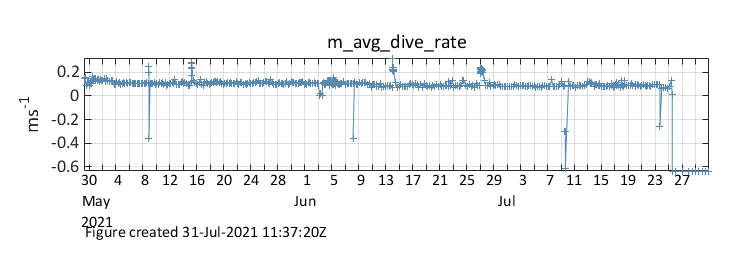 m_avg_dive_rate
ms⁻¹
0.2
0
-0.2
-0.4
-0.6
30 4 8 12 16 20 24 28 1 5 9 13 17 21 25 29 3 7 11 15 19 23 27
May Jun Jul
2021
Figure created 31-Jul-2021 11:37:20Z